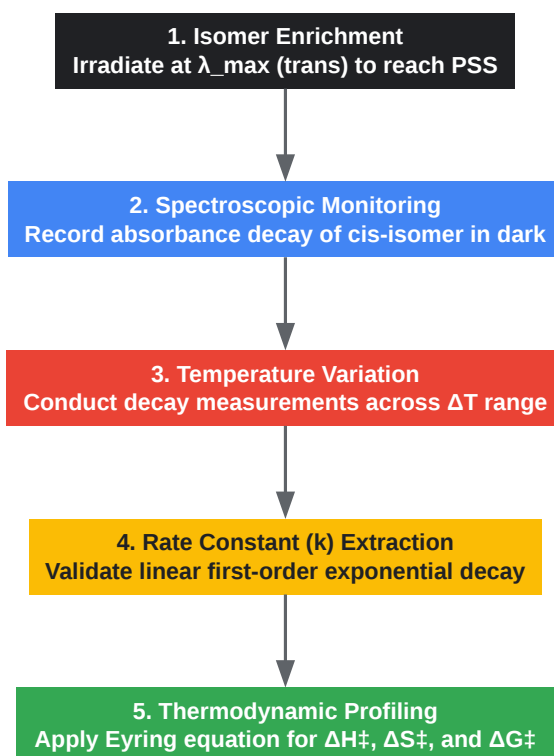 1. Isomer Enrichment
Irradiate at λ_max (trans) to reach PSS
2. Spectroscopic Monitoring
Record absorbance decay of cis-isomer in dark
3. Temperature Variation
Conduct decay measurements across ΔT range
4. Rate Constant (k) Extraction
Validate linear first-order exponential decay
5. Thermodynamic Profiling
Apply Eyring equation for ΔH‡, ΔS‡, and ΔG‡